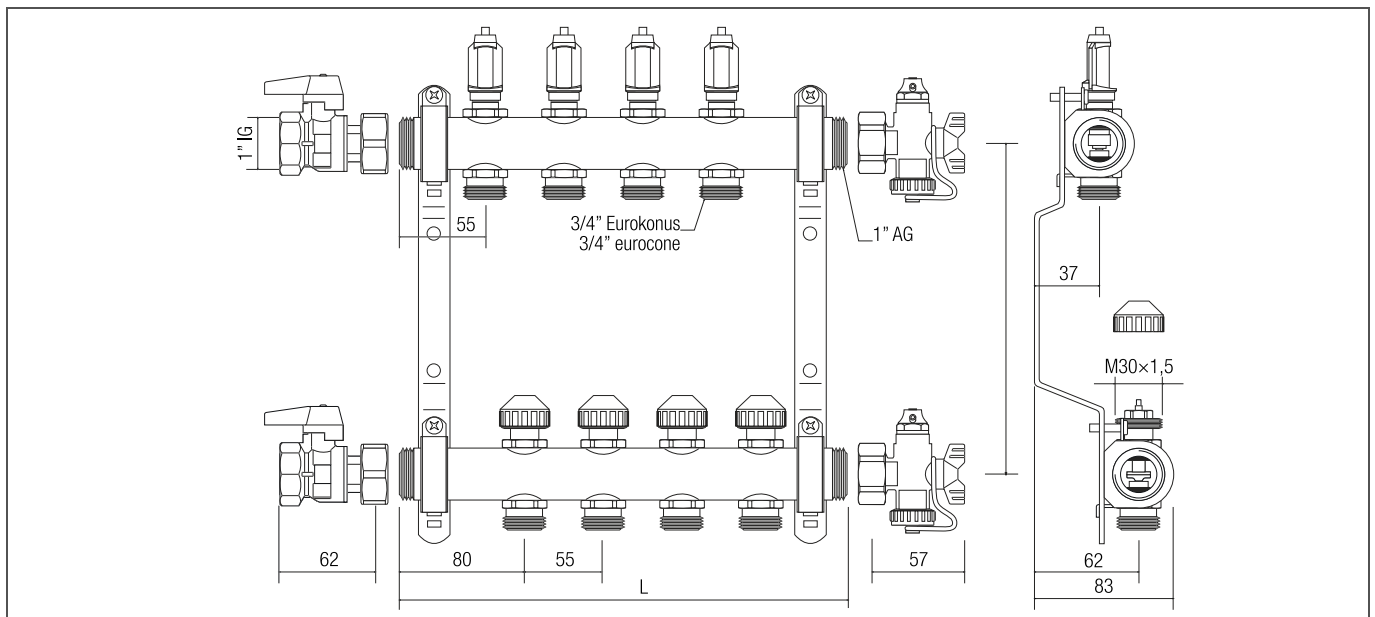 1” IG
55
3/4” Eurokonus
3/4” eurocone
1” AG
37
M30×1,5
62
80
55
57
62
L
83